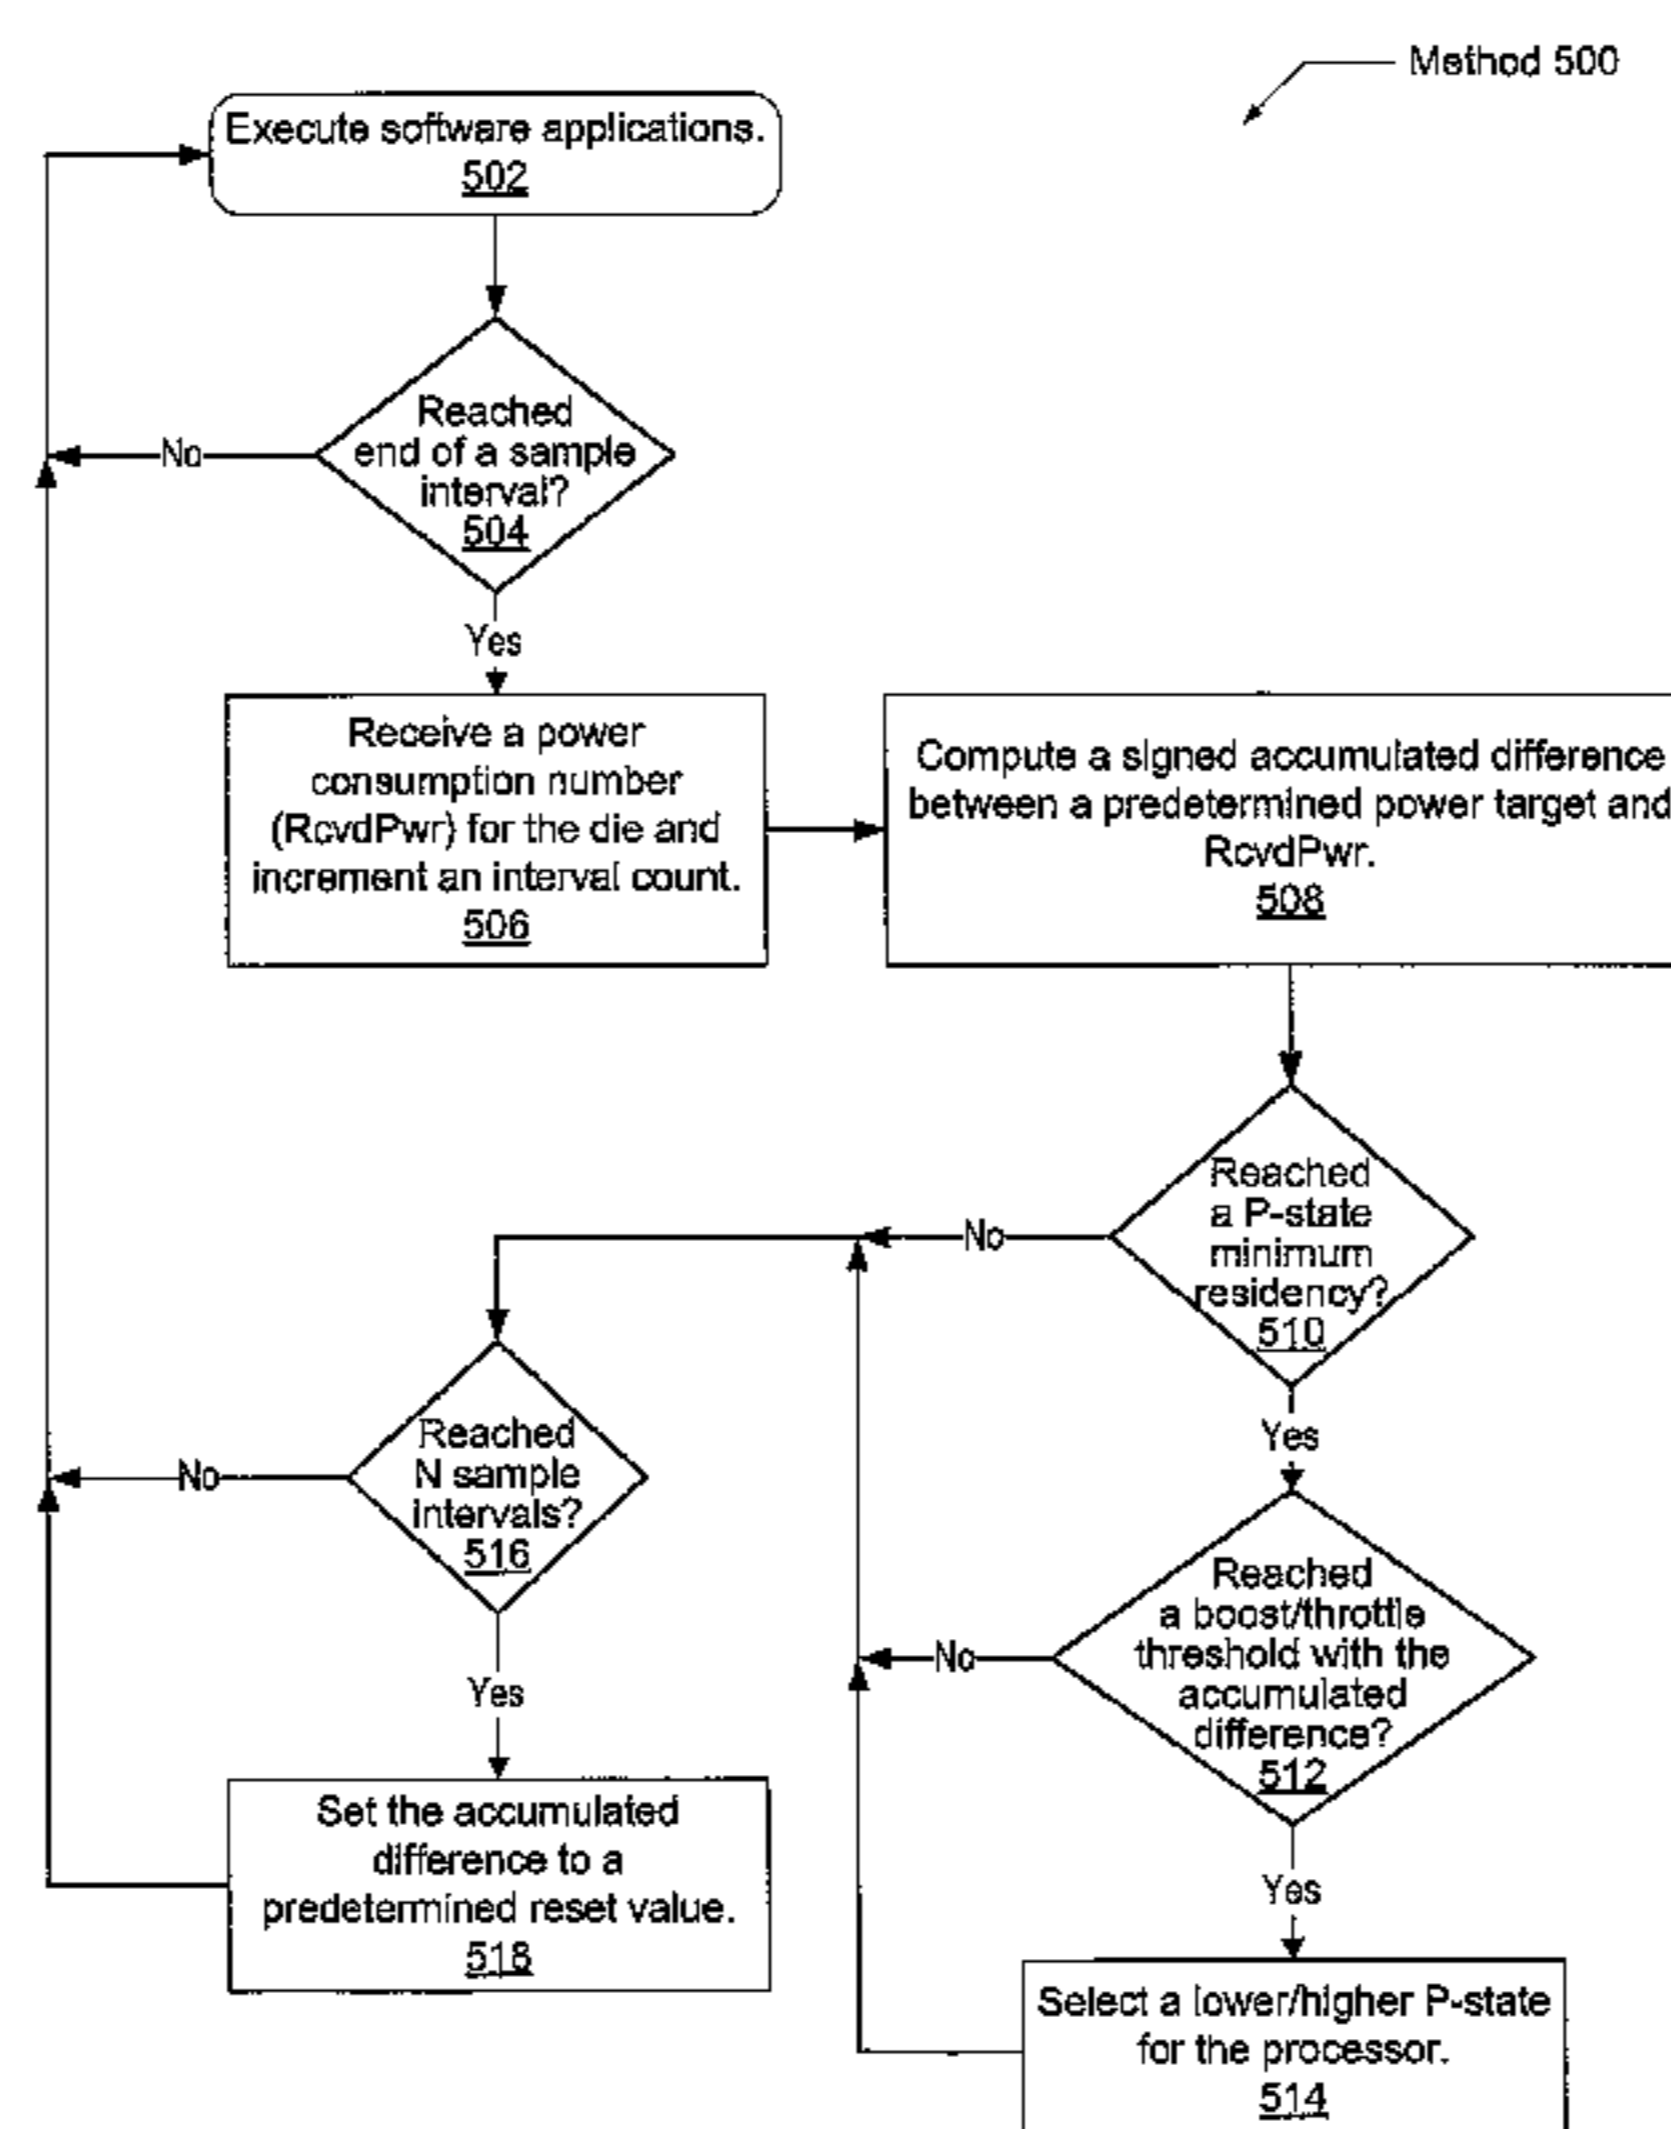 Method 500
Execute software applications.
502
Reached
end of a sample
interval?
504
No
Yes
Receive a power
consumption number
(RcvdPwr) for the die and
increment an interval count.
506
Compute a signed accumulated difference
between a predetermined power target and
RcvdPwr.
508
Reached
a P-state
minimum
residency?
510
No
Yes
Reached
N sample
intervals?
516
No
Yes
Reached
a boost/throttle
threshold with the
accumulated
difference?
512
No
Yes
Set the accumulated
difference to a
predetermined reset value.
518
Select a lower/higher P-state
for the processor.
514